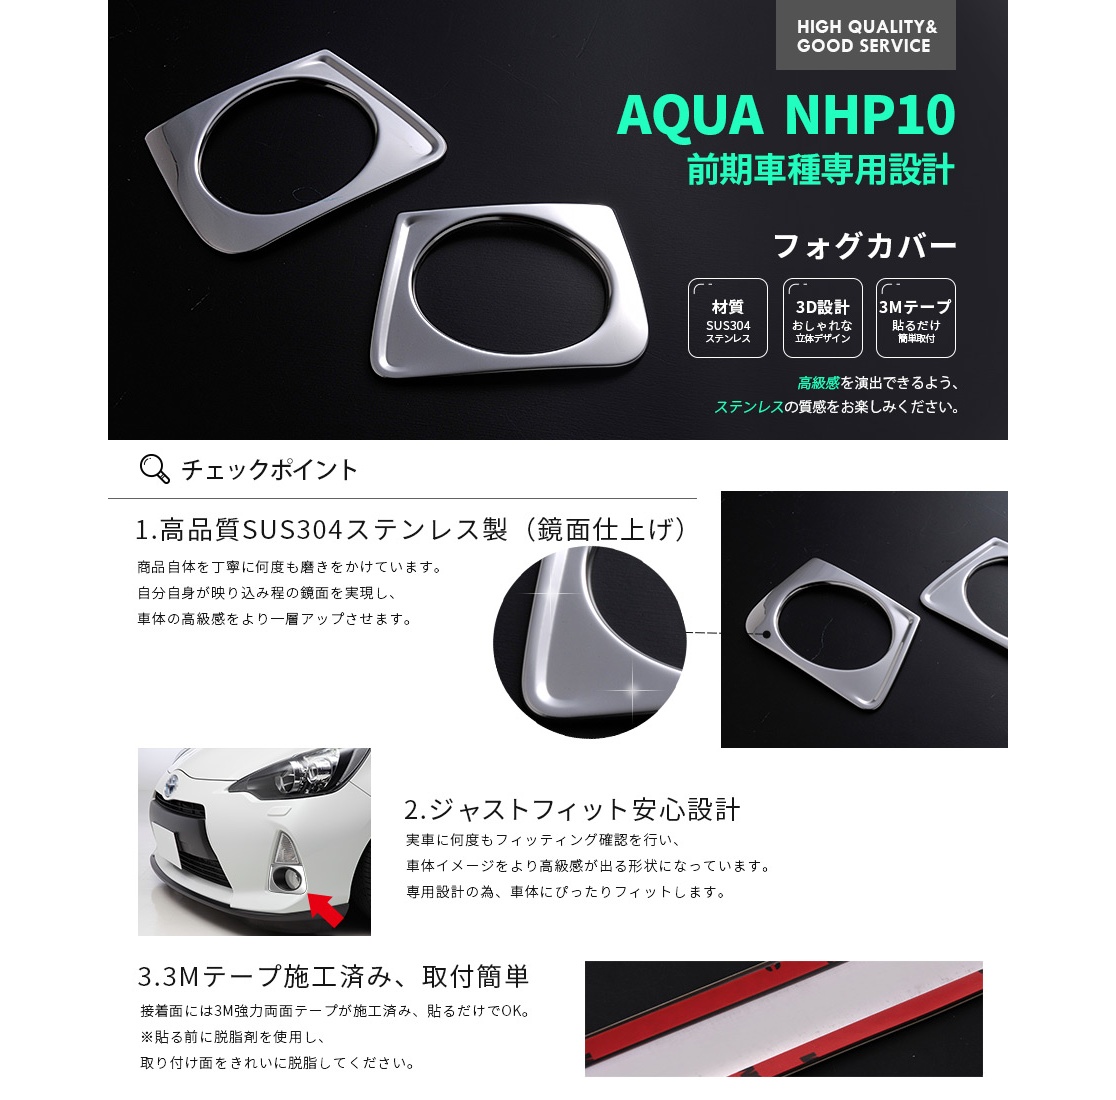 HIGH QUALITY&
GOOD SERVICE
AQUA NHP10
前期車種専用設計
フォグカバー
材質
SUS304
ステンレス
3D設計
おしゃれな
立体デザイン
3Mテープ
貼るだけ
簡単取付
高級感を演出できるよう、
ステンレスの質感をお楽しみください。
チェックポイント
1.高品質SUS304ステンレス製（鏡面仕上げ）
商品自体を丁寧に何度も磨きをかけています。
自分自身が映り込み程の鏡面を実現し、
車体の高級感をより一層アップさせます。
2.ジャストフィット安心設計
実車に何度もフィッティング確認を行い、
車体イメージをより高級感が出る形状になっています。
専用設計の為、車体にぴったりフィットします。
3.3Mテープ施工済み、取付簡単
接着面には3M強力両面テープが施工済み、貼るだけでOK。
※貼る前に脱脂剤を使用し、
取り付け面をきれいに脱脂してください。